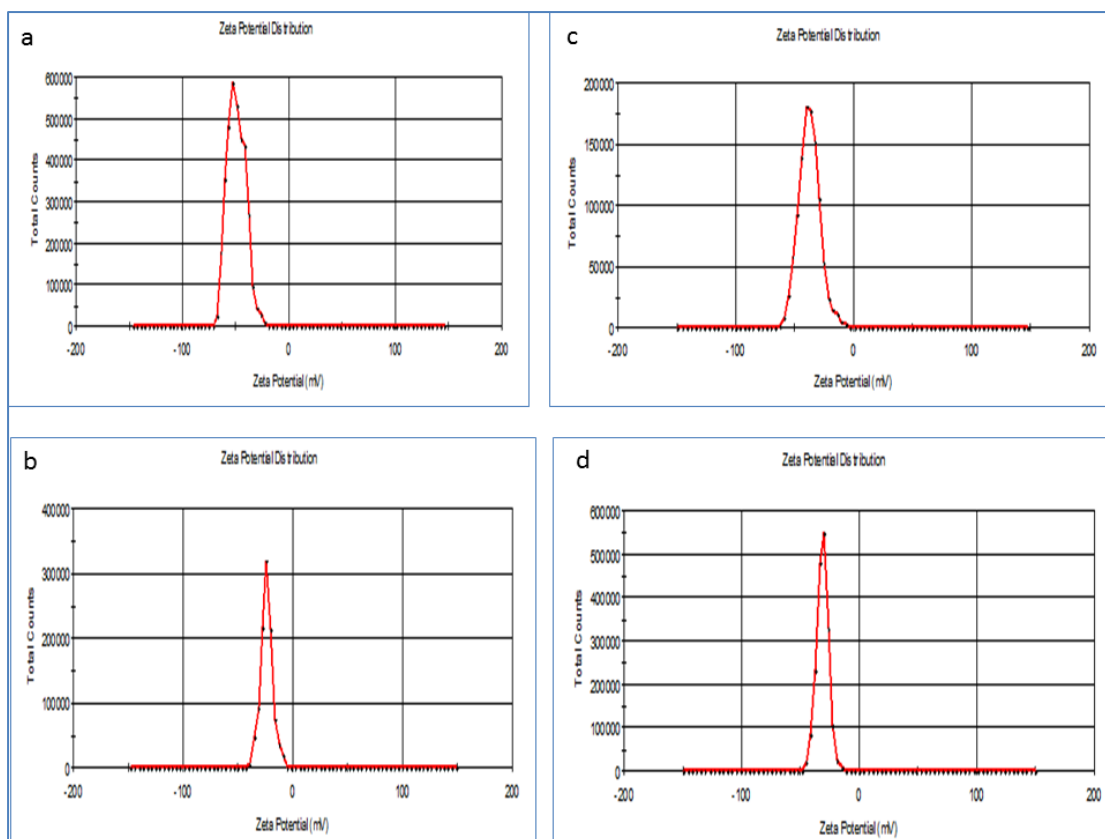 a
Zeta Potential Distribution
600000
500000
400000
300000
200000
100000
0
Total Counts
-200 -100 0 100 200
Zeta Potential (mV)
c
Zeta Potential Distribution
200000
150000
100000
50000
0
Total Counts
-200 -100 0 100 200
Zeta Potential (mV)
b
Zeta Potential Distribution
400000
300000
200000
100000
0
Total Counts
-200 -100 0 100 200
Zeta Potential (mV)
d
Zeta Potential Distribution
600000
500000
400000
300000
200000
100000
0
Total Counts
-200 -100 0 100 200
Zeta Potential (mV)